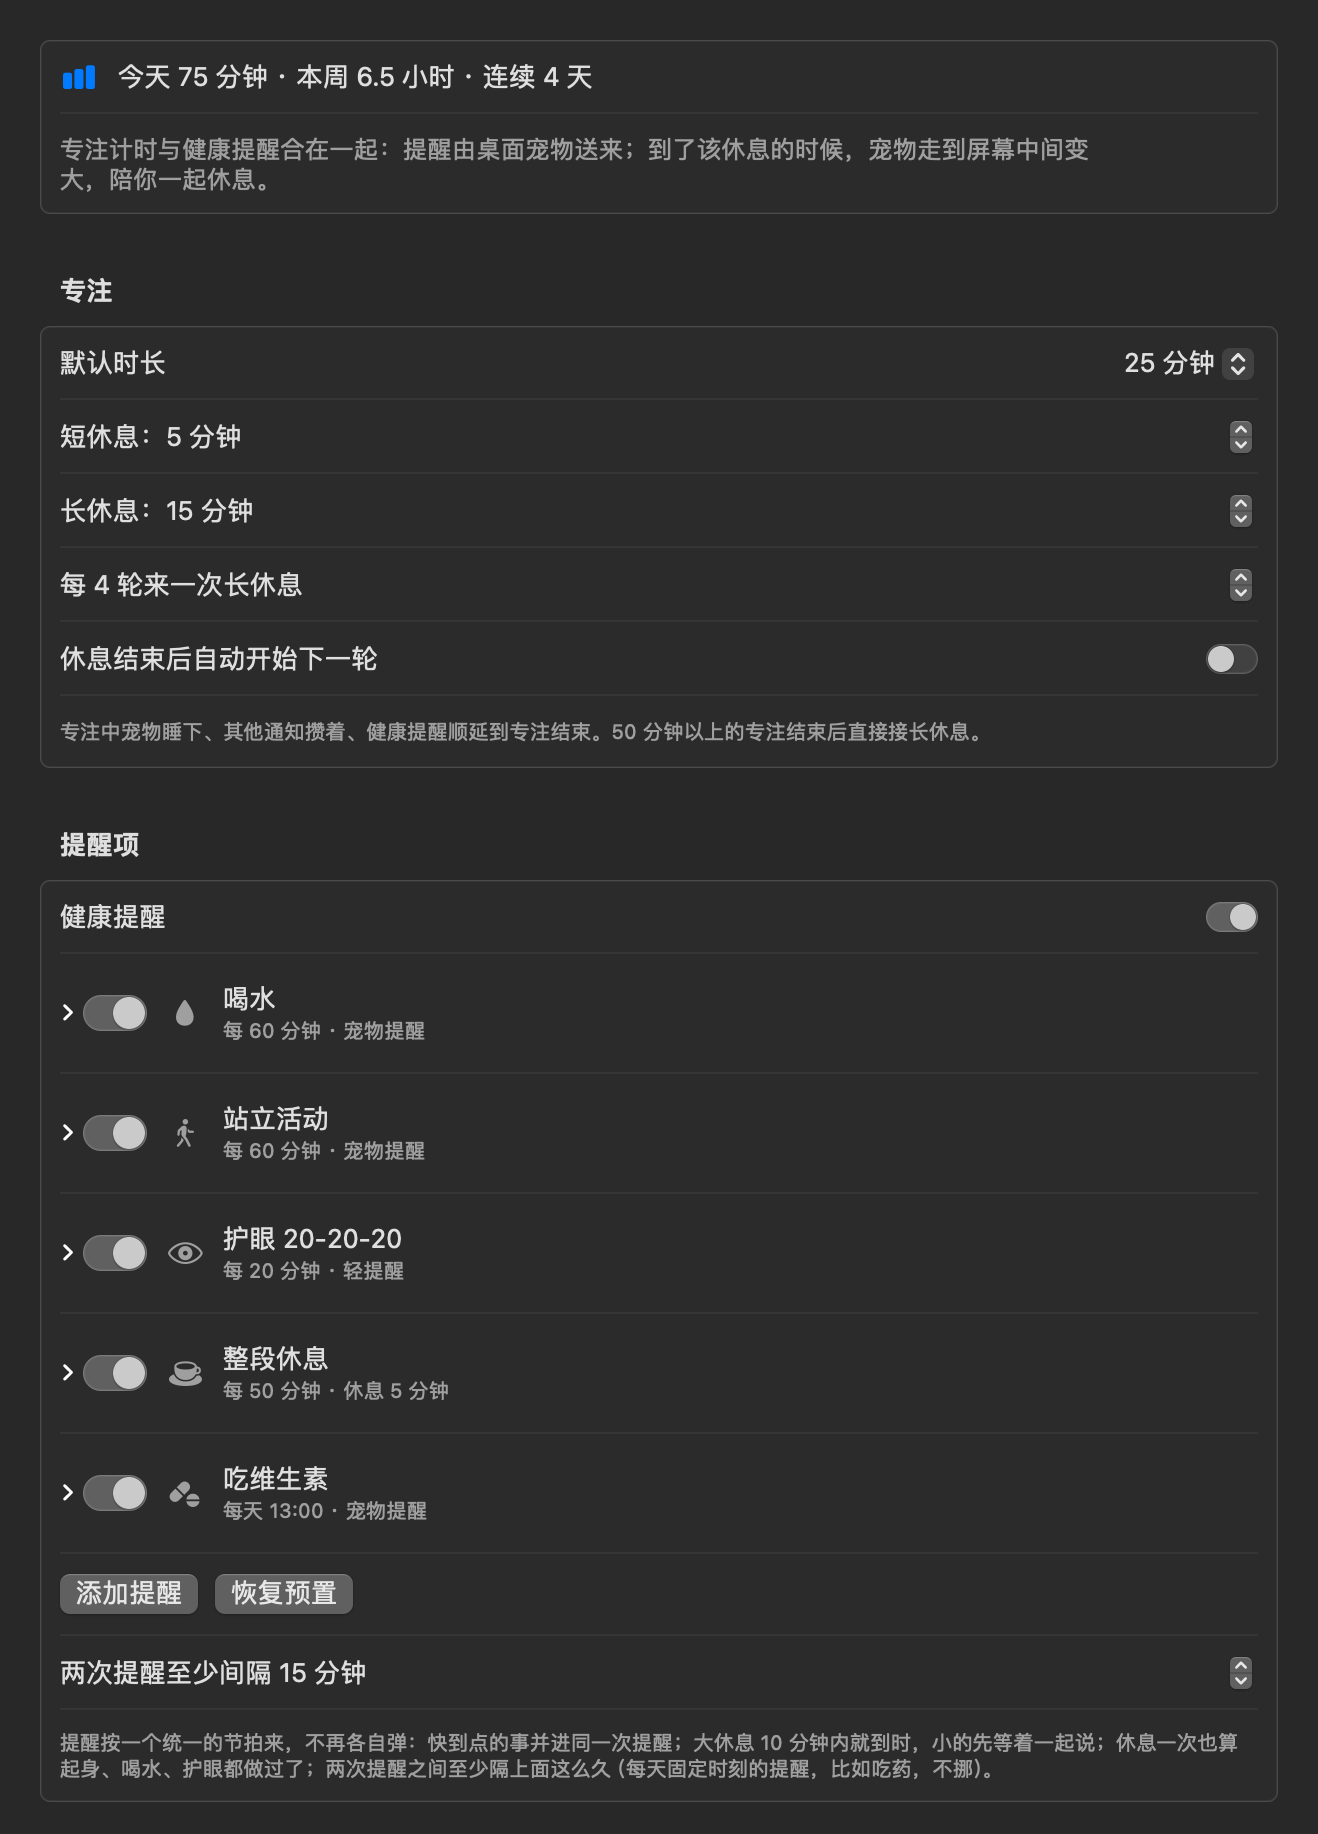 今天 75 分钟 · 本周 6.5 小时 · 连续 4 天
专注计时与健康提醒合在一起：提醒由桌面宠物送来；到了该休息的时候，宠物走到屏幕中间变
大，陪你一起休息。
专注
默认时长
25 分钟
短休息：5 分钟
长休息：15 分钟
每 4 轮来一次长休息
休息结束后自动开始下一轮
专注中宠物睡下、其他通知攒着、健康提醒顺延到专注结束。50 分钟以上的专注结束后直接接长休息。
提醒项
健康提醒
喝水
每 60 分钟 · 宠物提醒
站立活动
每 60 分钟 · 宠物提醒
护眼 20-20-20
每 20 分钟 · 轻提醒
整段休息
每 50 分钟 · 休息 5 分钟
吃维生素
每天 13:00 · 宠物提醒
添加提醒
恢复预置
两次提醒至少间隔 15 分钟
提醒按一个统一的节拍来，不再各自弹：快到点的事并进同一次提醒；大休息 10 分钟内就到时，小的先等着一起说；休息一次也算
起身、喝水、护眼都做过了；两次提醒之间至少隔上面这么久 (每天固定时刻的提醒，比如吃药，不挪)。